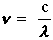 ν = c/λ